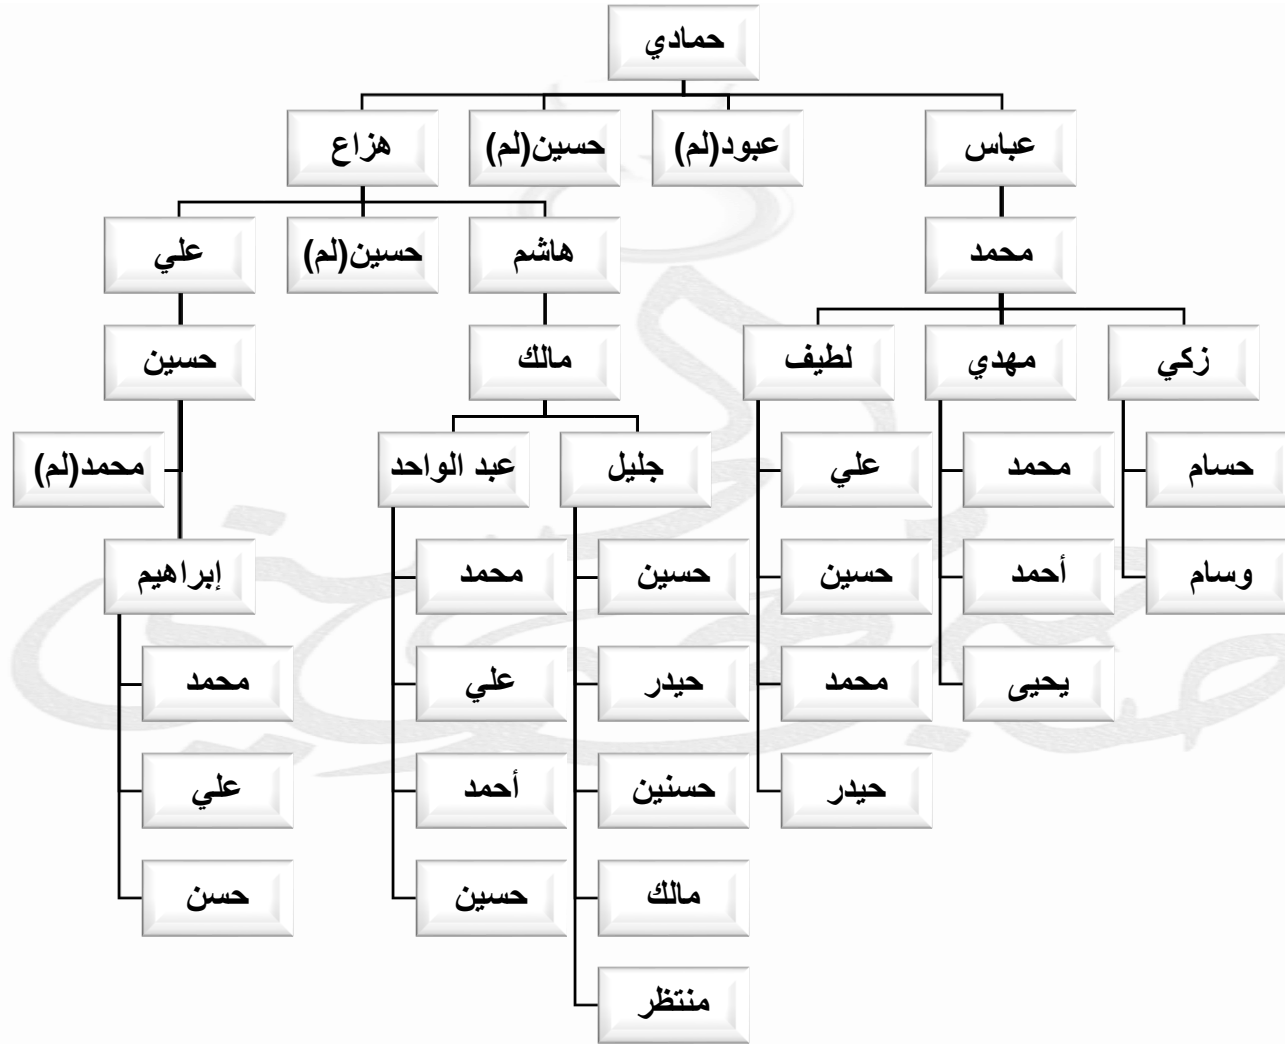 حمادي
عباس
عبود(لم)
حسين(لم)
هزاع
محمد
هاشم
حسين(لم)
علي
زكي
مهدي
لطيف
مالك
حسين
حسام
محمد
علي
جليل
عبد الواحد
محمد(لم)
وسام
أحمد
حسين
حسين
محمد
إبراهيم
يحيى
محمد
حيدر
علي
محمد
حيدر
حسنين
أحمد
علي
مالك
حسين
حسن
منتظر